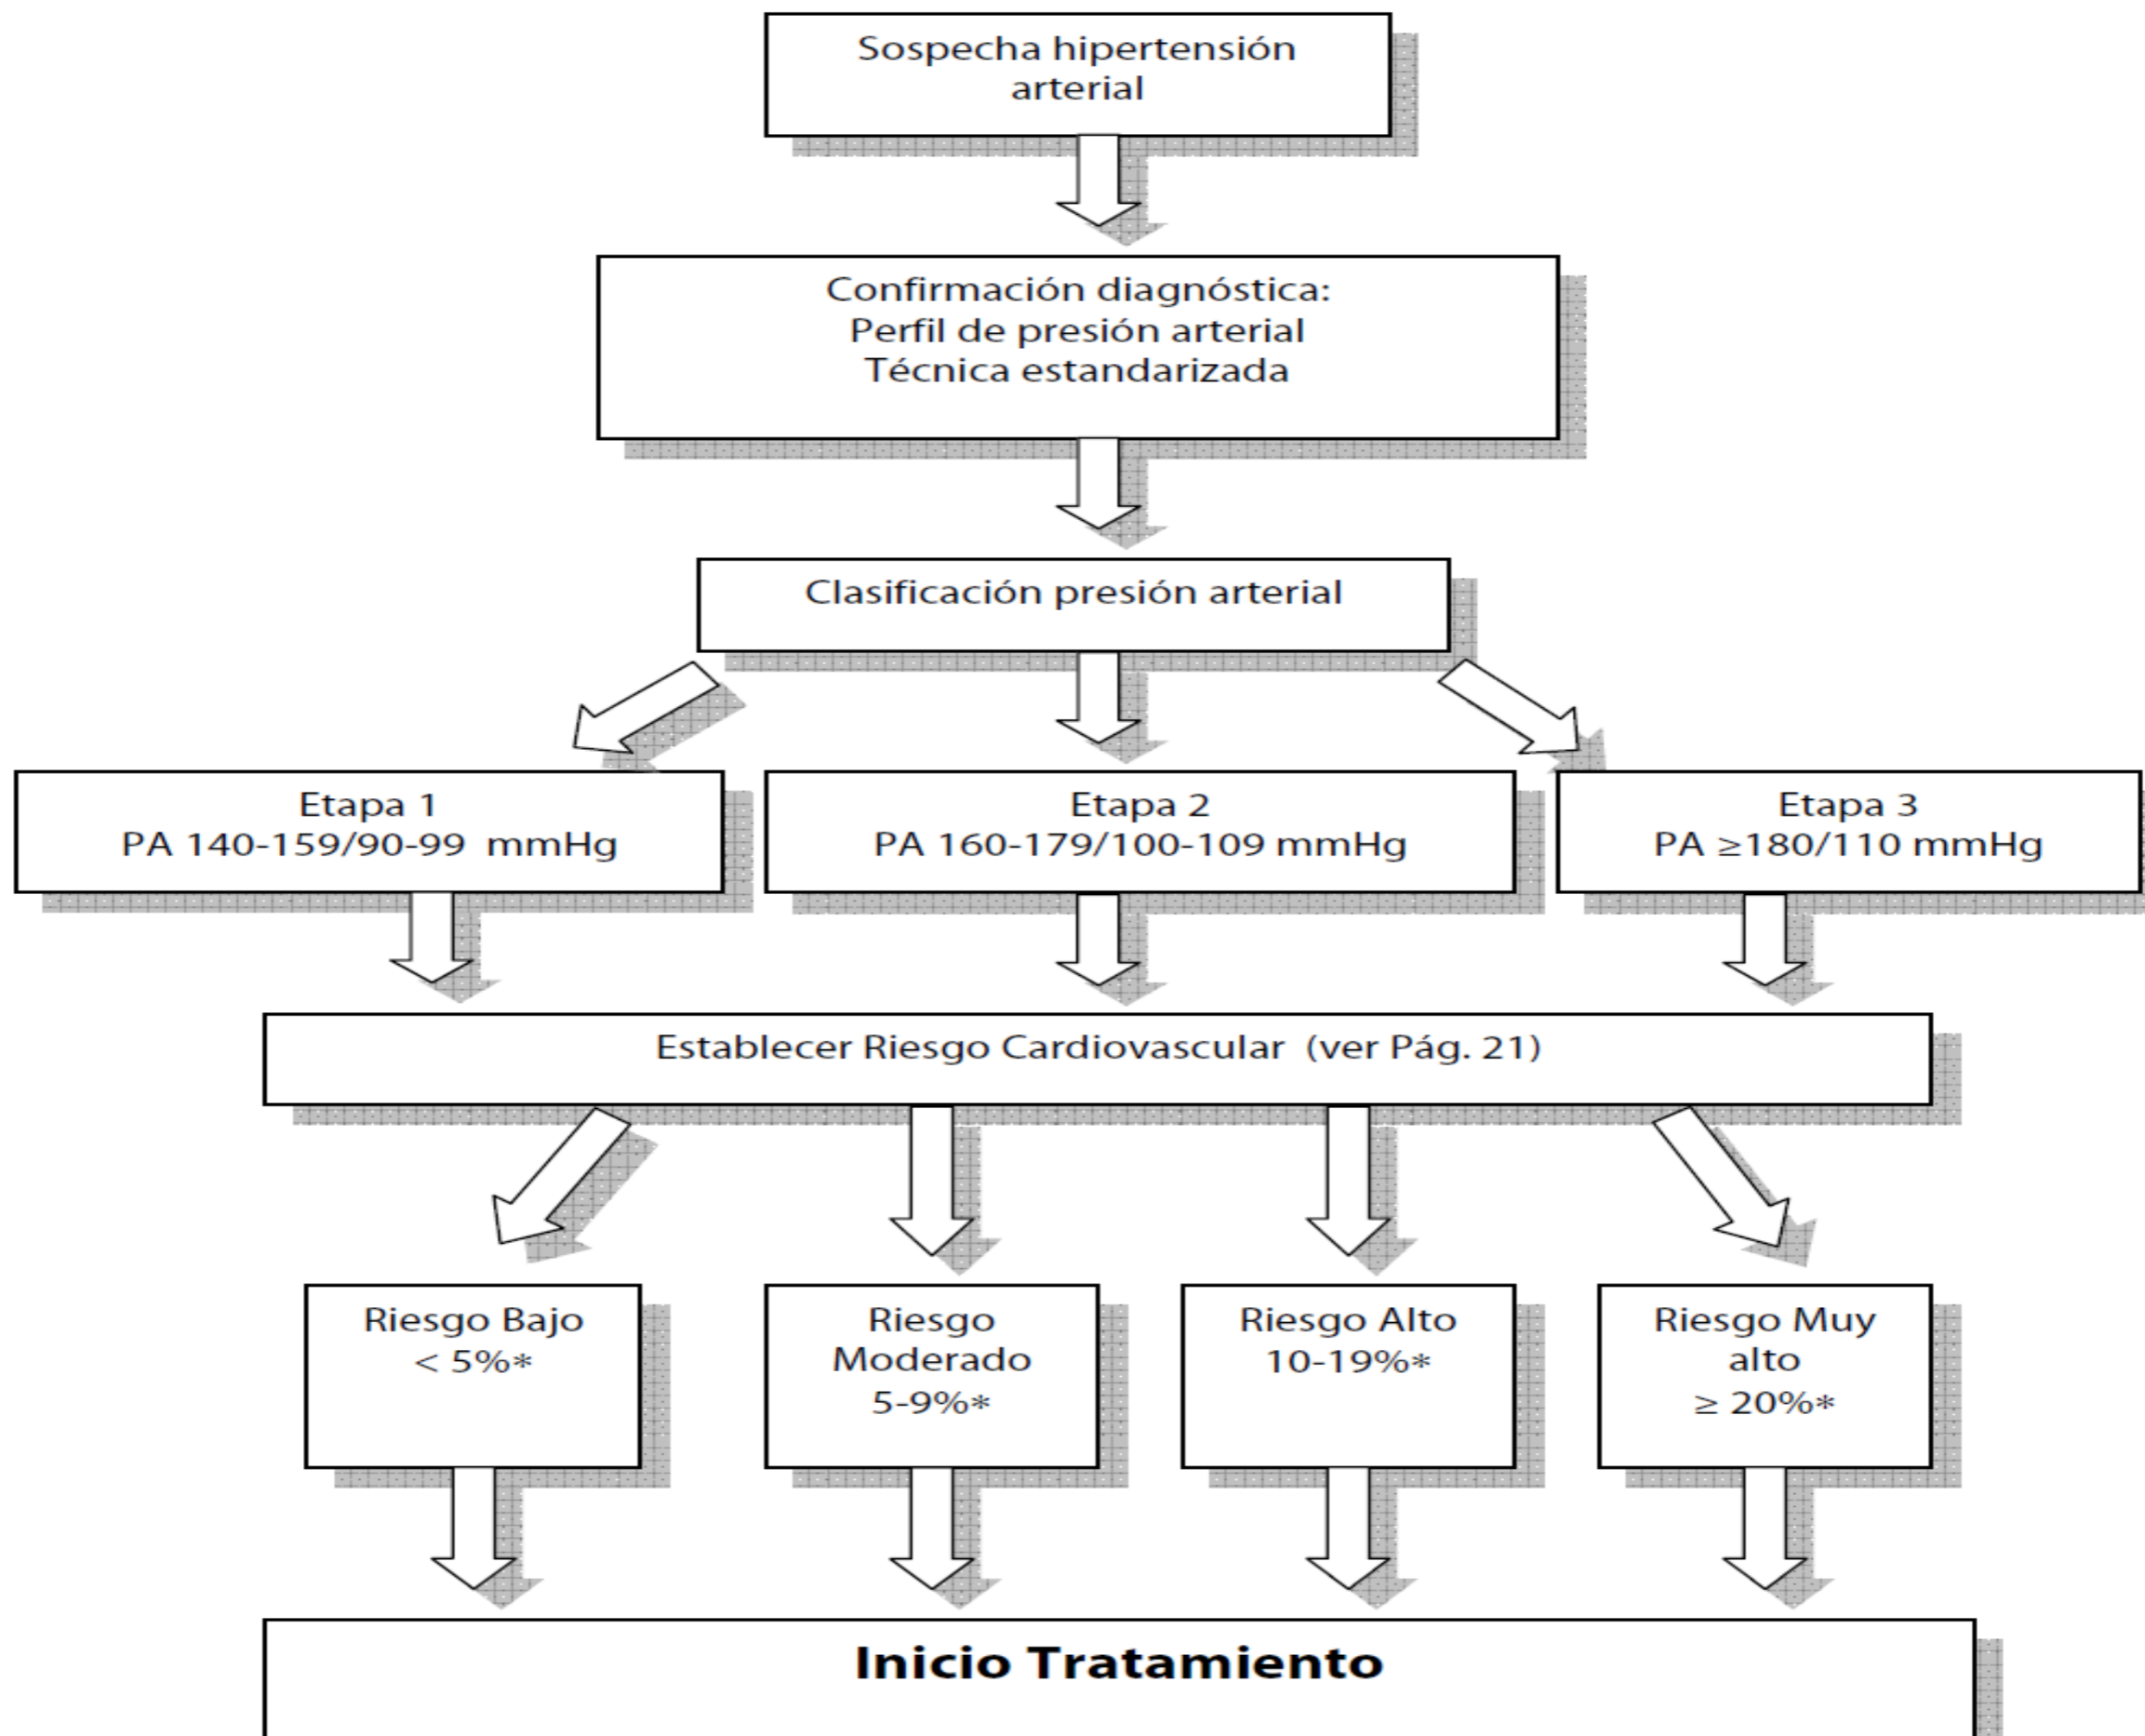 Sospecha hipertensión
arterial
Confirmación diagnóstica:
Perfil de presión arterial
Técnica estandarizada
Clasificación presión arterial
Etapa 1
PA 140-159/90-99 mmHg
Etapa 2
PA 160-179/100-109 mmHg
Etapa 3
PA ≥180/110 mmHg
Establecer Riesgo Cardiovascular (ver Pág. 21)
Riesgo Bajo
< 5%*
Riesgo
Moderado
5-9%*
Riesgo Alto
10-19%*
Riesgo Muy
alto
≥ 20%*
Inicio Tratamiento